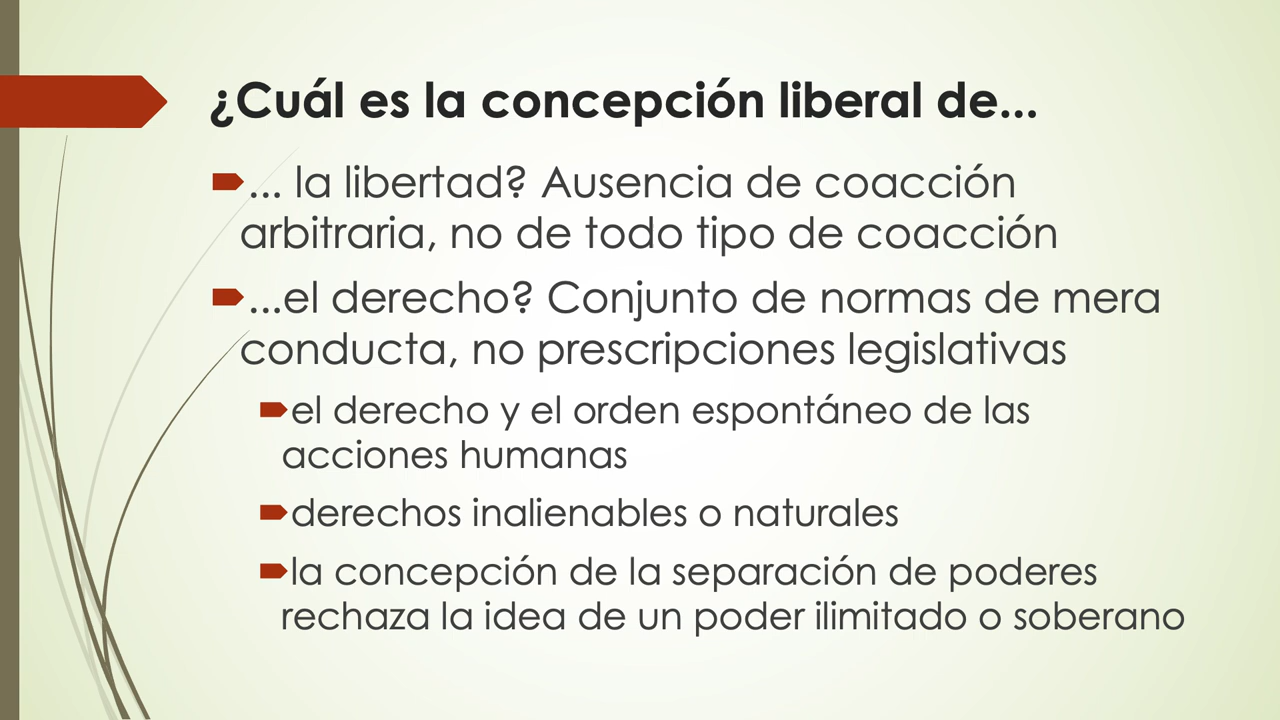 ¿Cuál es la concepción liberal de...
... la libertad? Ausencia de coacción
arbitraria, no de todo tipo de coacción
...el derecho? Conjunto de normas de mera
conducta, no prescripciones legislativas
el derecho y el orden espontáneo de las
acciones humanas
derechos inalienables o naturales
la concepción de la separación de poderes
rechaza la idea de un poder ilimitado o soberano